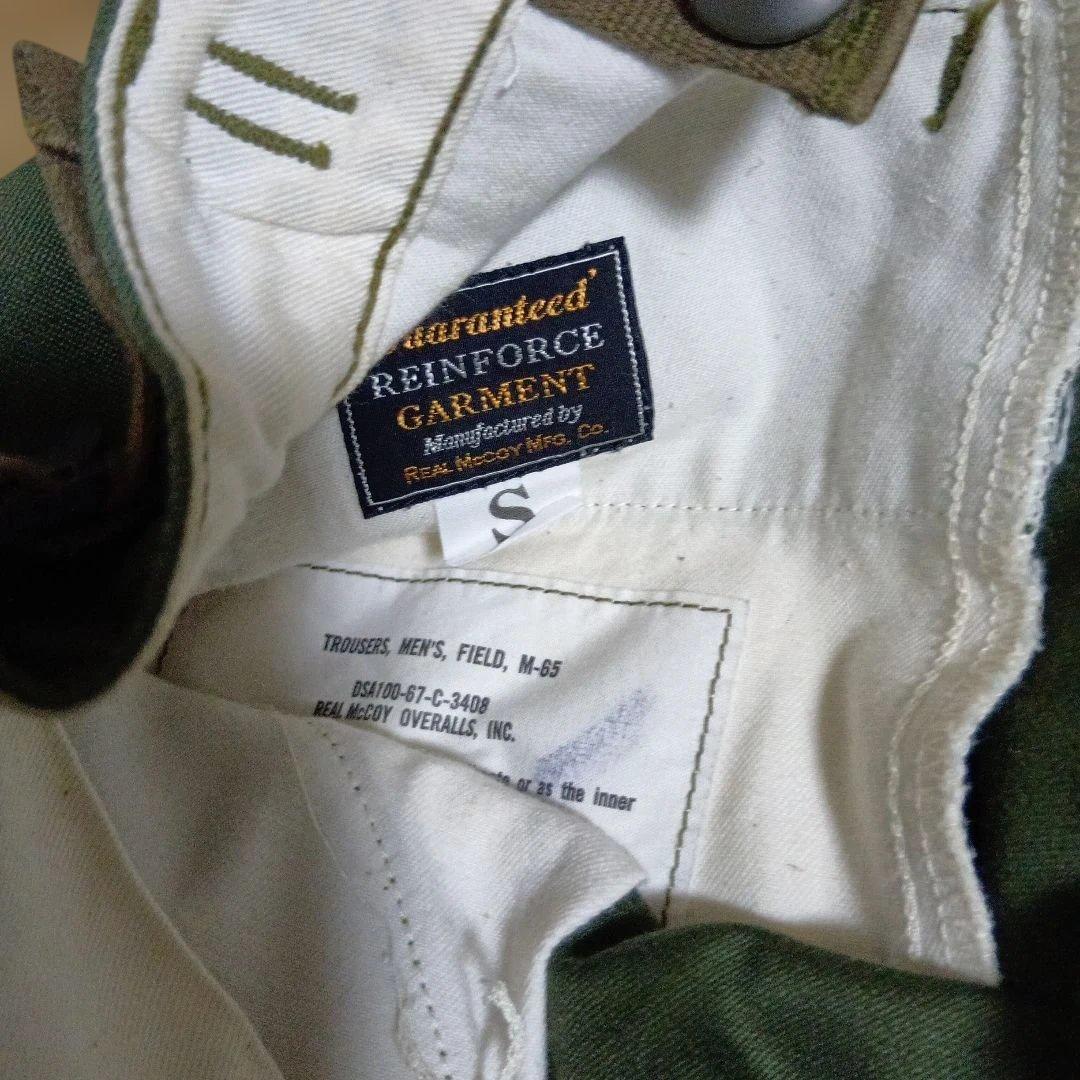 Guaranteed'
REINFORCE
GARMENT
Manufactured by
REAL MCCOY MFG. CO.
S
TROUSERS, MEN'S, FIELD, M-65
DSA100-67-C-3408
REAL McCOY OVERALLS, INC.
or as the inner